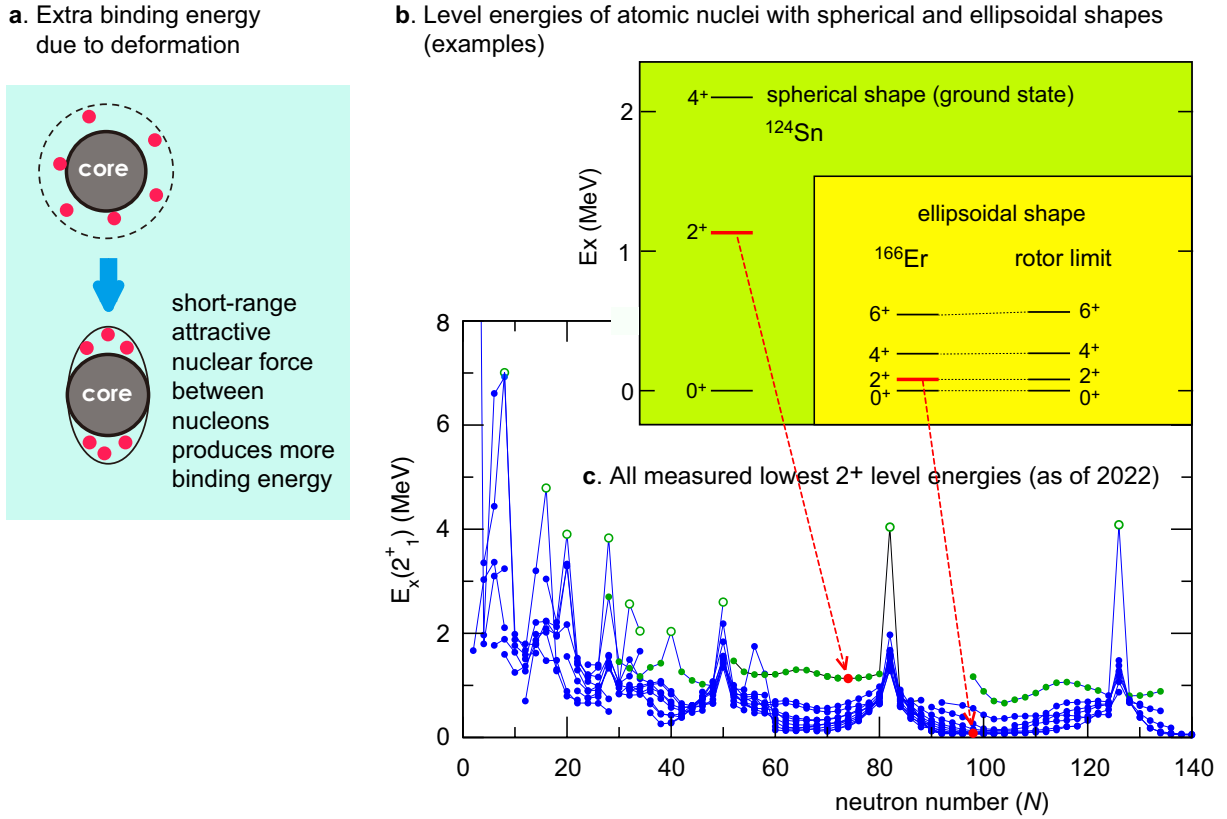 a. Extra binding energy
due to deformation
core
core
short-range
attractive
nuclear force
between
nucleons
produces more
binding energy
b. Level energies of atomic nuclei with spherical and ellipsoidal shapes
(examples)
Ex (MeV)
2
1
0
4⁺
2⁺
0⁺
spherical shape (ground state)
¹²⁴Sn
ellipsoidal shape
¹⁶⁶Er
rotor limit
6⁺
4⁺
2⁺
0⁺
6⁺
4⁺
2⁺
0⁺
c. All measured lowest 2⁺ level energies (as of 2022)
Eₓ(2⁺₁) (MeV)
8
6
4
2
0
0 20 40 60 80 100 120 140
neutron number (N)